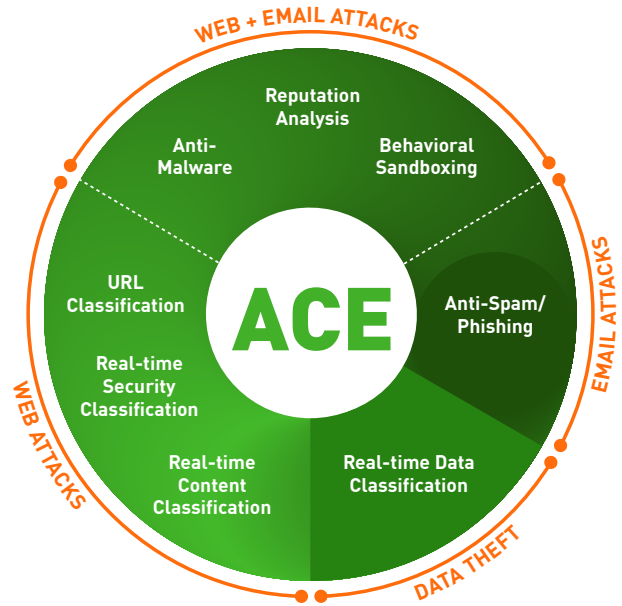 WEB + EMAIL ATTACKS
Reputation
Analysis
Anti-
Malware
Behavioral
Sandboxing
URL
Classification
ACE
Anti-Spam/
Phishing
EMAIL ATTACKS
Real-time
Security
Classification
WEB ATTACKS
Real-time
Content
Classification
Real-time Data
Classification
DATA THEFT